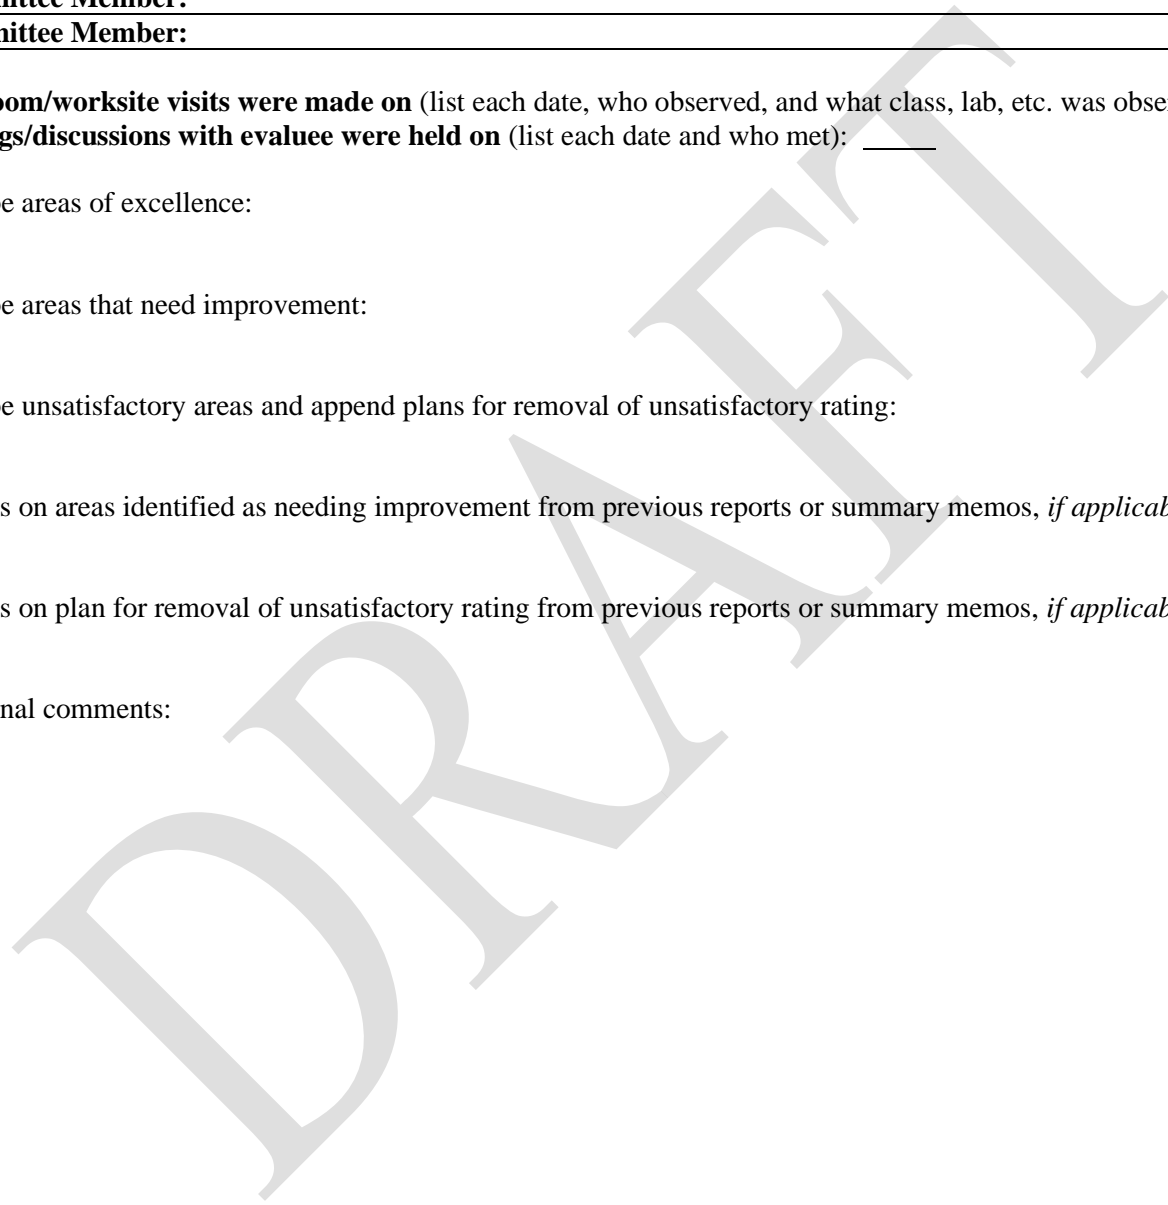 mittee Member:
mittee Member:
oom/worksite visits were made on (list each date, who observed, and what class, lab, etc. was obser
gs/discussions with evaluee were held on (list each date and who met): _____
e areas of excellence:
e areas that need improvement:
e unsatisfactory areas and append plans for removal of unsatisfactory rating:
s on areas identified as needing improvement from previous reports or summary memos, if applicab
s on plan for removal of unsatisfactory rating from previous reports or summary memos, if applicab
nal comments:
DRAFT